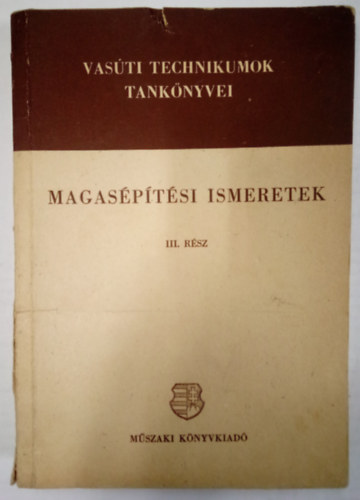 VASÚTI TECHNIKUMOK
TANKÖNYVEI
MAGASÉPÍTÉSI ISMERETEK
III. RÉSZ
MŰSZAKI KÖNYVKIADÓ